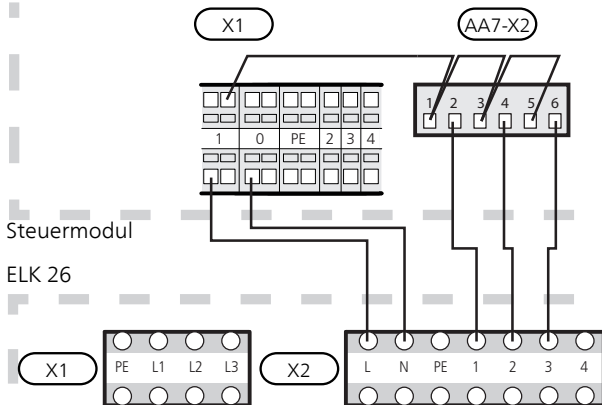 X1
AA7-X2
1 2 3 4 5 6
1 0 PE 2 3 4
Steuermodul
ELK 26
X1
PE L1 L2 L3
X2
L N PE 1 2 3 4